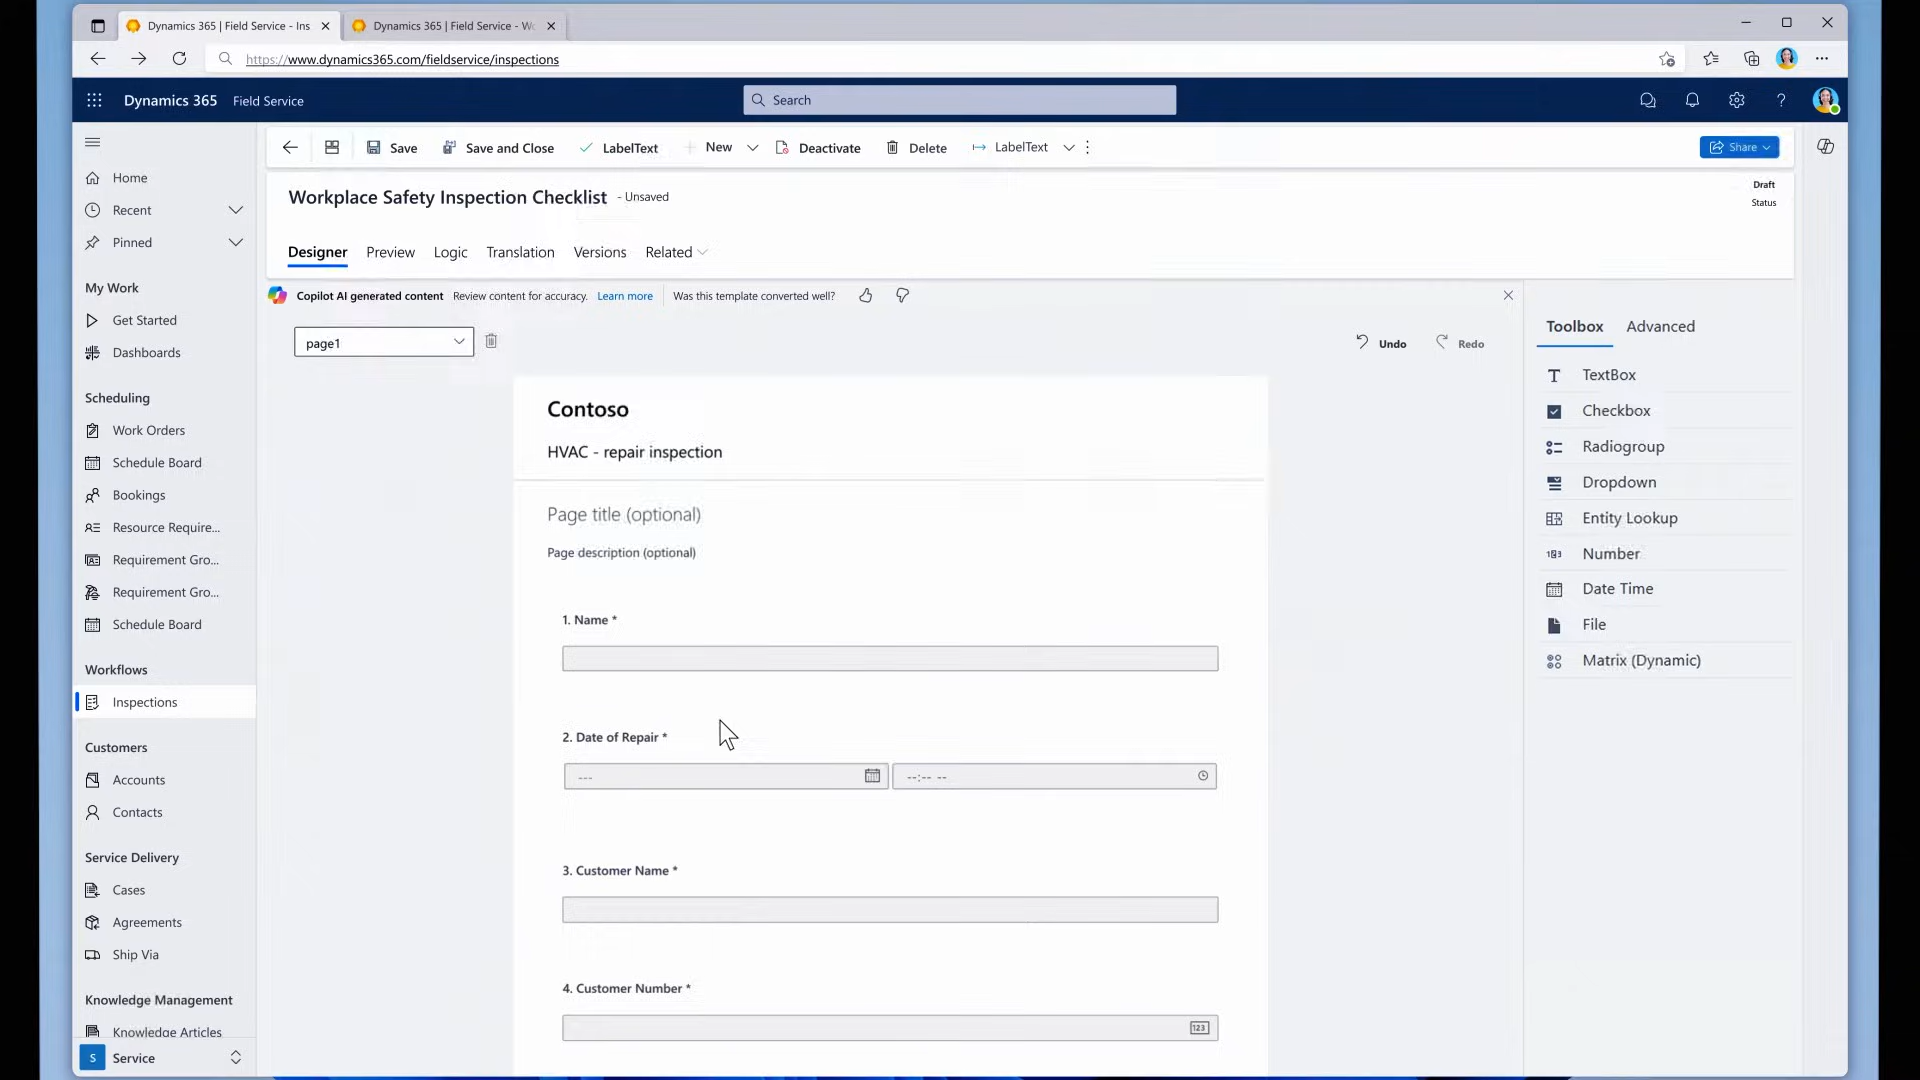 Dynamics 365 | Field Service - Ins
Dynamics 365 | Field Service - Wo
https://www.dynamics365.com/fieldservice/inspections
Dynamics 365
Field Service
Search
Save
Save and Close
LabelText
New
Deactivate
Delete
LabelText
Share
Home
Recent
Pinned
My Work
Get Started
Dashboards
Scheduling
Work Orders
Schedule Board
Bookings
Resource Require...
Requirement Gro...
Requirement Gro...
Schedule Board
Workflows
Inspections
Customers
Accounts
Contacts
Service Delivery
Cases
Agreements
Ship Via
Knowledge Management
Knowledge Articles
S
Service
Workplace Safety Inspection Checklist - Unsaved
Draft
Status
Designer
Preview
Logic
Translation
Versions
Related
Copilot AI generated content Review content for accuracy. Learn more
Was this template converted well?
page1
Undo
Redo
Contoso
HVAC - repair inspection
Page title (optional)
Page description (optional)
1. Name *
2. Date of Repair *
---
--:-- --
3. Customer Name *
4. Customer Number *
123
Toolbox
Advanced
TextBox
Checkbox
Radiogroup
Dropdown
Entity Lookup
123
Number
Date Time
File
Matrix (Dynamic)